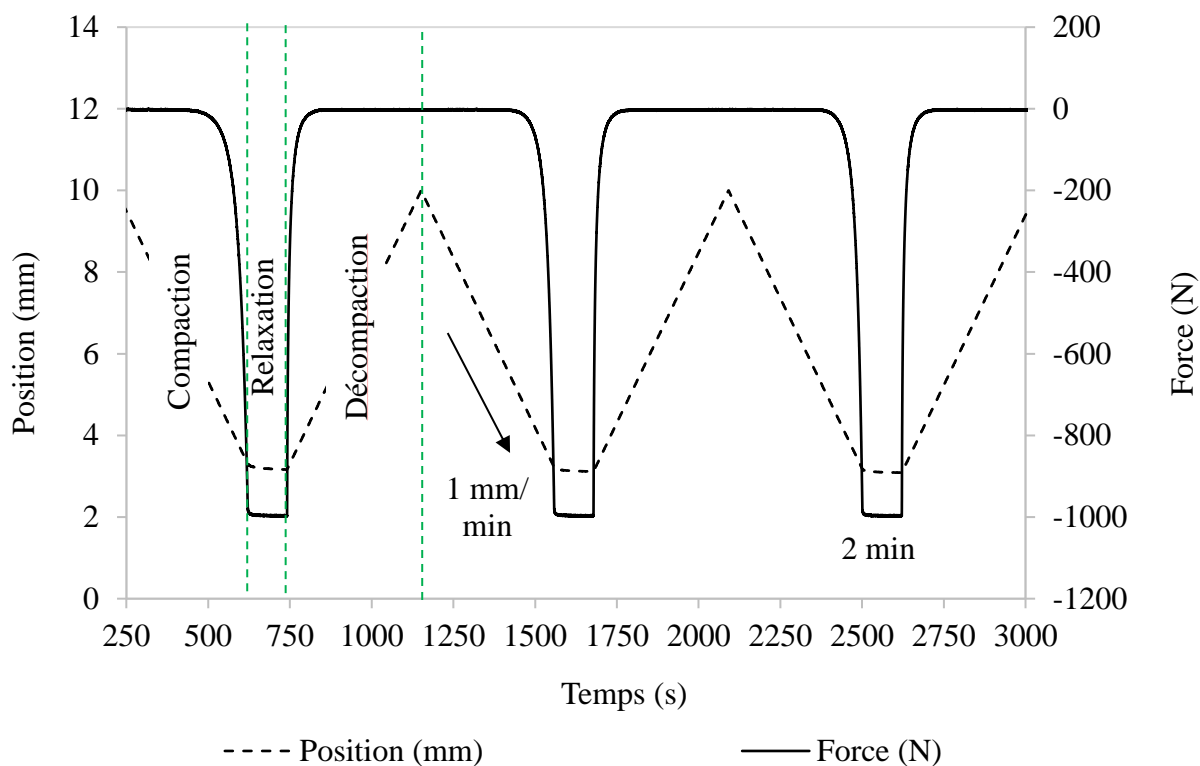 14
12
10
8
6
4
2
0
Position (mm)
200
0
-200
-400
-600
-800
-1000
-1200
Force (N)
Compaction
Relaxation
Décompaction
1 mm/
min
2 min
250 500 750 1000 1250 1500 1750 2000 2250 2500 2750 3000
Temps (s)
Position (mm) Force (N)